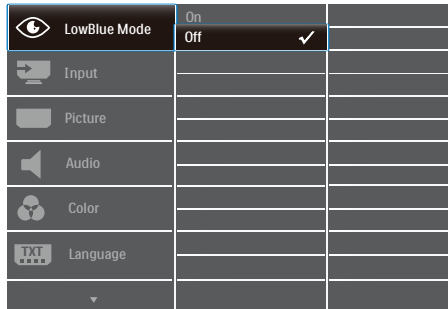 LowBlue Mode
On
Off
Input
Picture
Audio
Color
TXT
Language